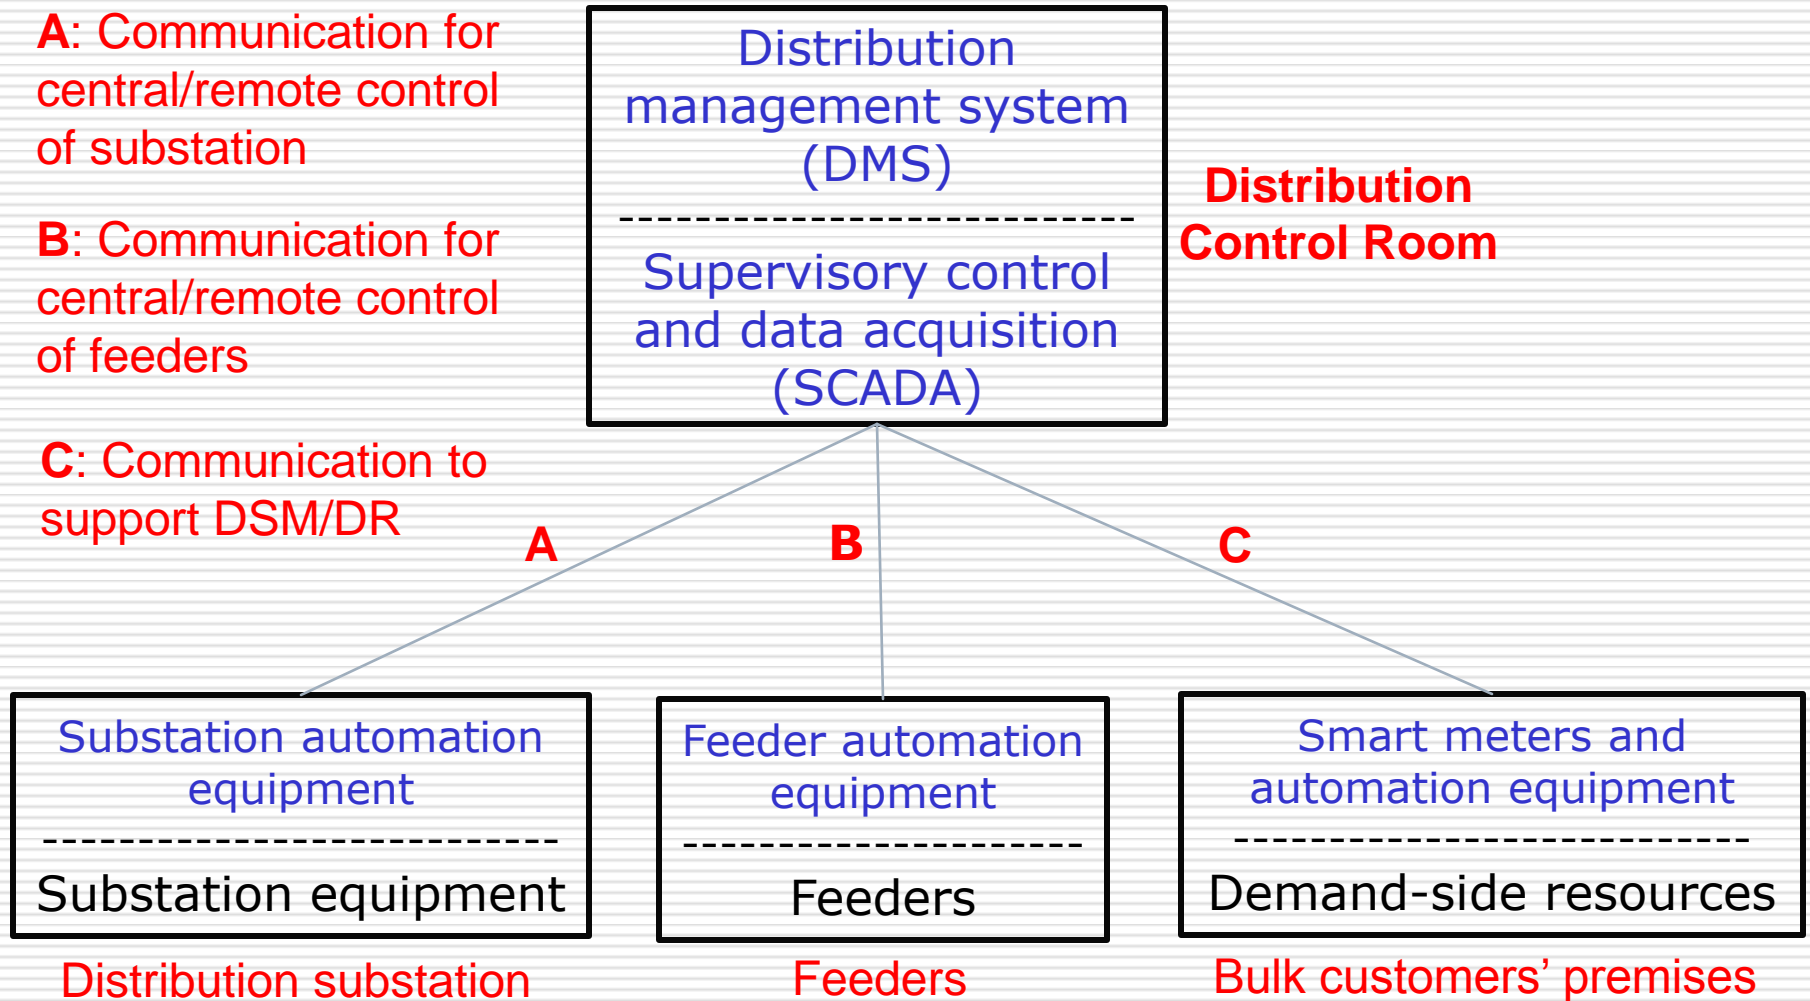 A: Communication for
central/remote control
of substation
B: Communication for
central/remote control
of feeders
C: Communication to
support DSM/DR
Distribution
management system
(DMS)
---------------------------
Supervisory control
and data acquisition
(SCADA)
Distribution
Control Room
A
B
C
Substation automation
equipment
---------------------------
Substation equipment
Distribution substation
Feeder automation
equipment
---------------------
Feeders
Feeders
Smart meters and
automation equipment
---------------------------
Demand-side resources
Bulk customers’ premises